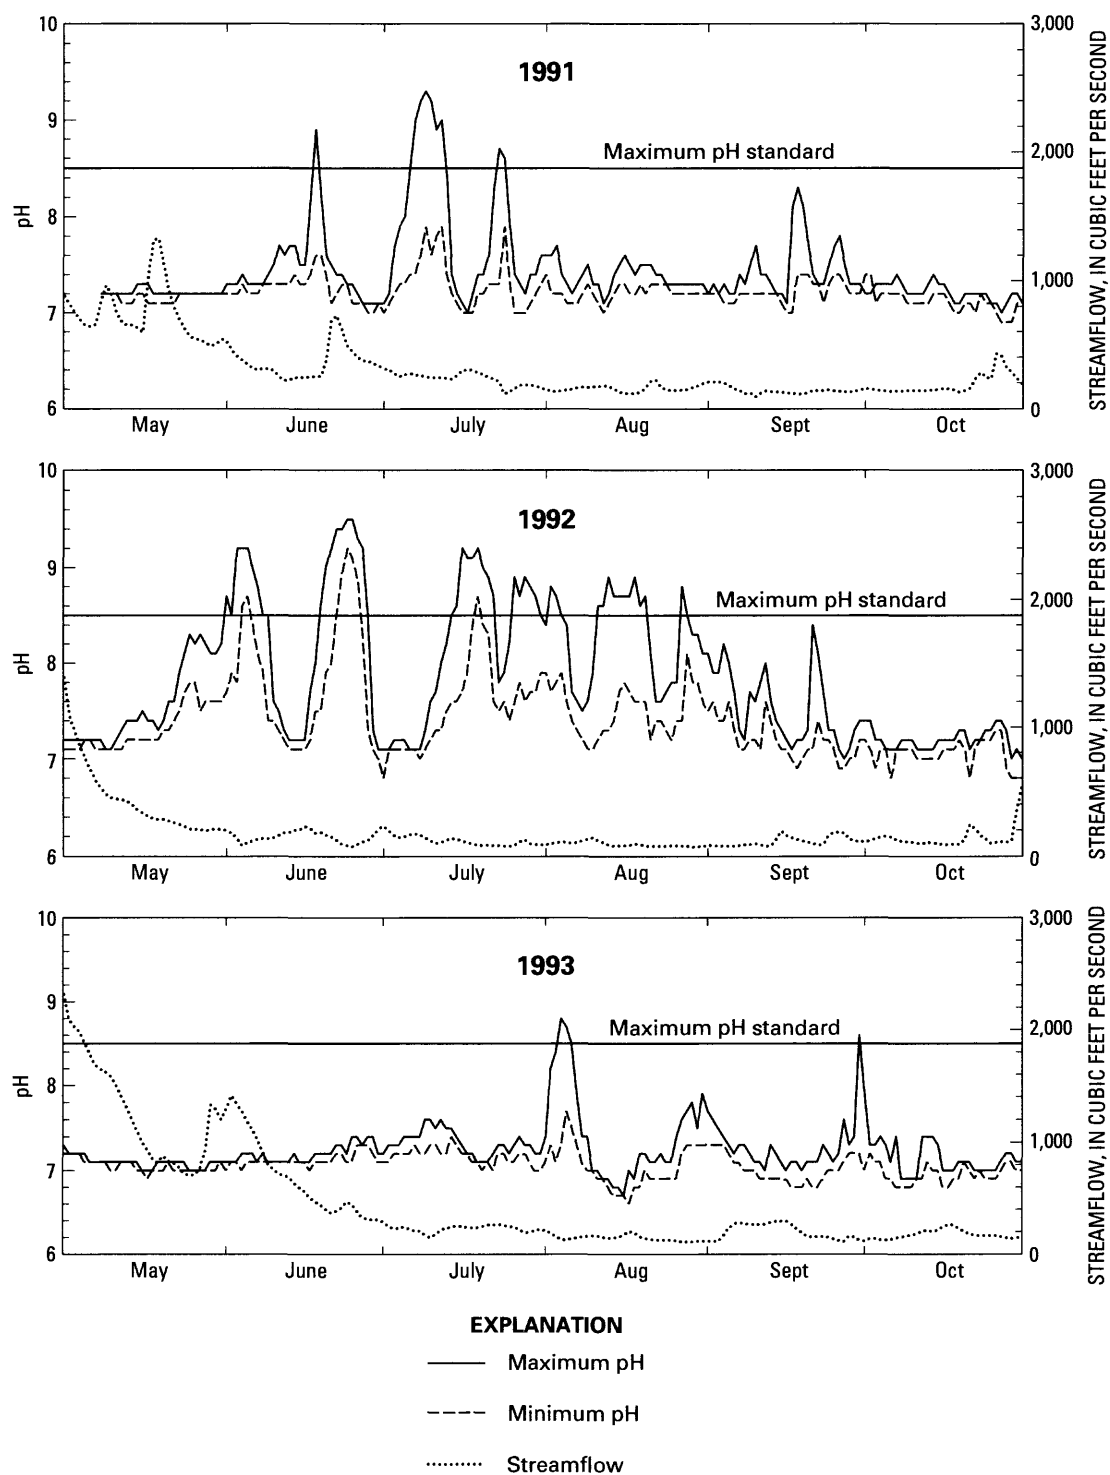 10
9
8
7
6
pH
1991
Maximum pH standard
3,000
2,000
1,000
0
STREAMFLOW, IN CUBIC FEET PER SECOND
May June July Aug Sept Oct
10
9
8
7
6
pH
1992
Maximum pH standard
3,000
2,000
1,000
0
STREAMFLOW, IN CUBIC FEET PER SECOND
May June July Aug Sept Oct
10
9
8
7
6
pH
1993
Maximum pH standard
3,000
2,000
1,000
0
STREAMFLOW, IN CUBIC FEET PER SECOND
May June July Aug Sept Oct
EXPLANATION
Maximum pH
Minimum pH
Streamflow